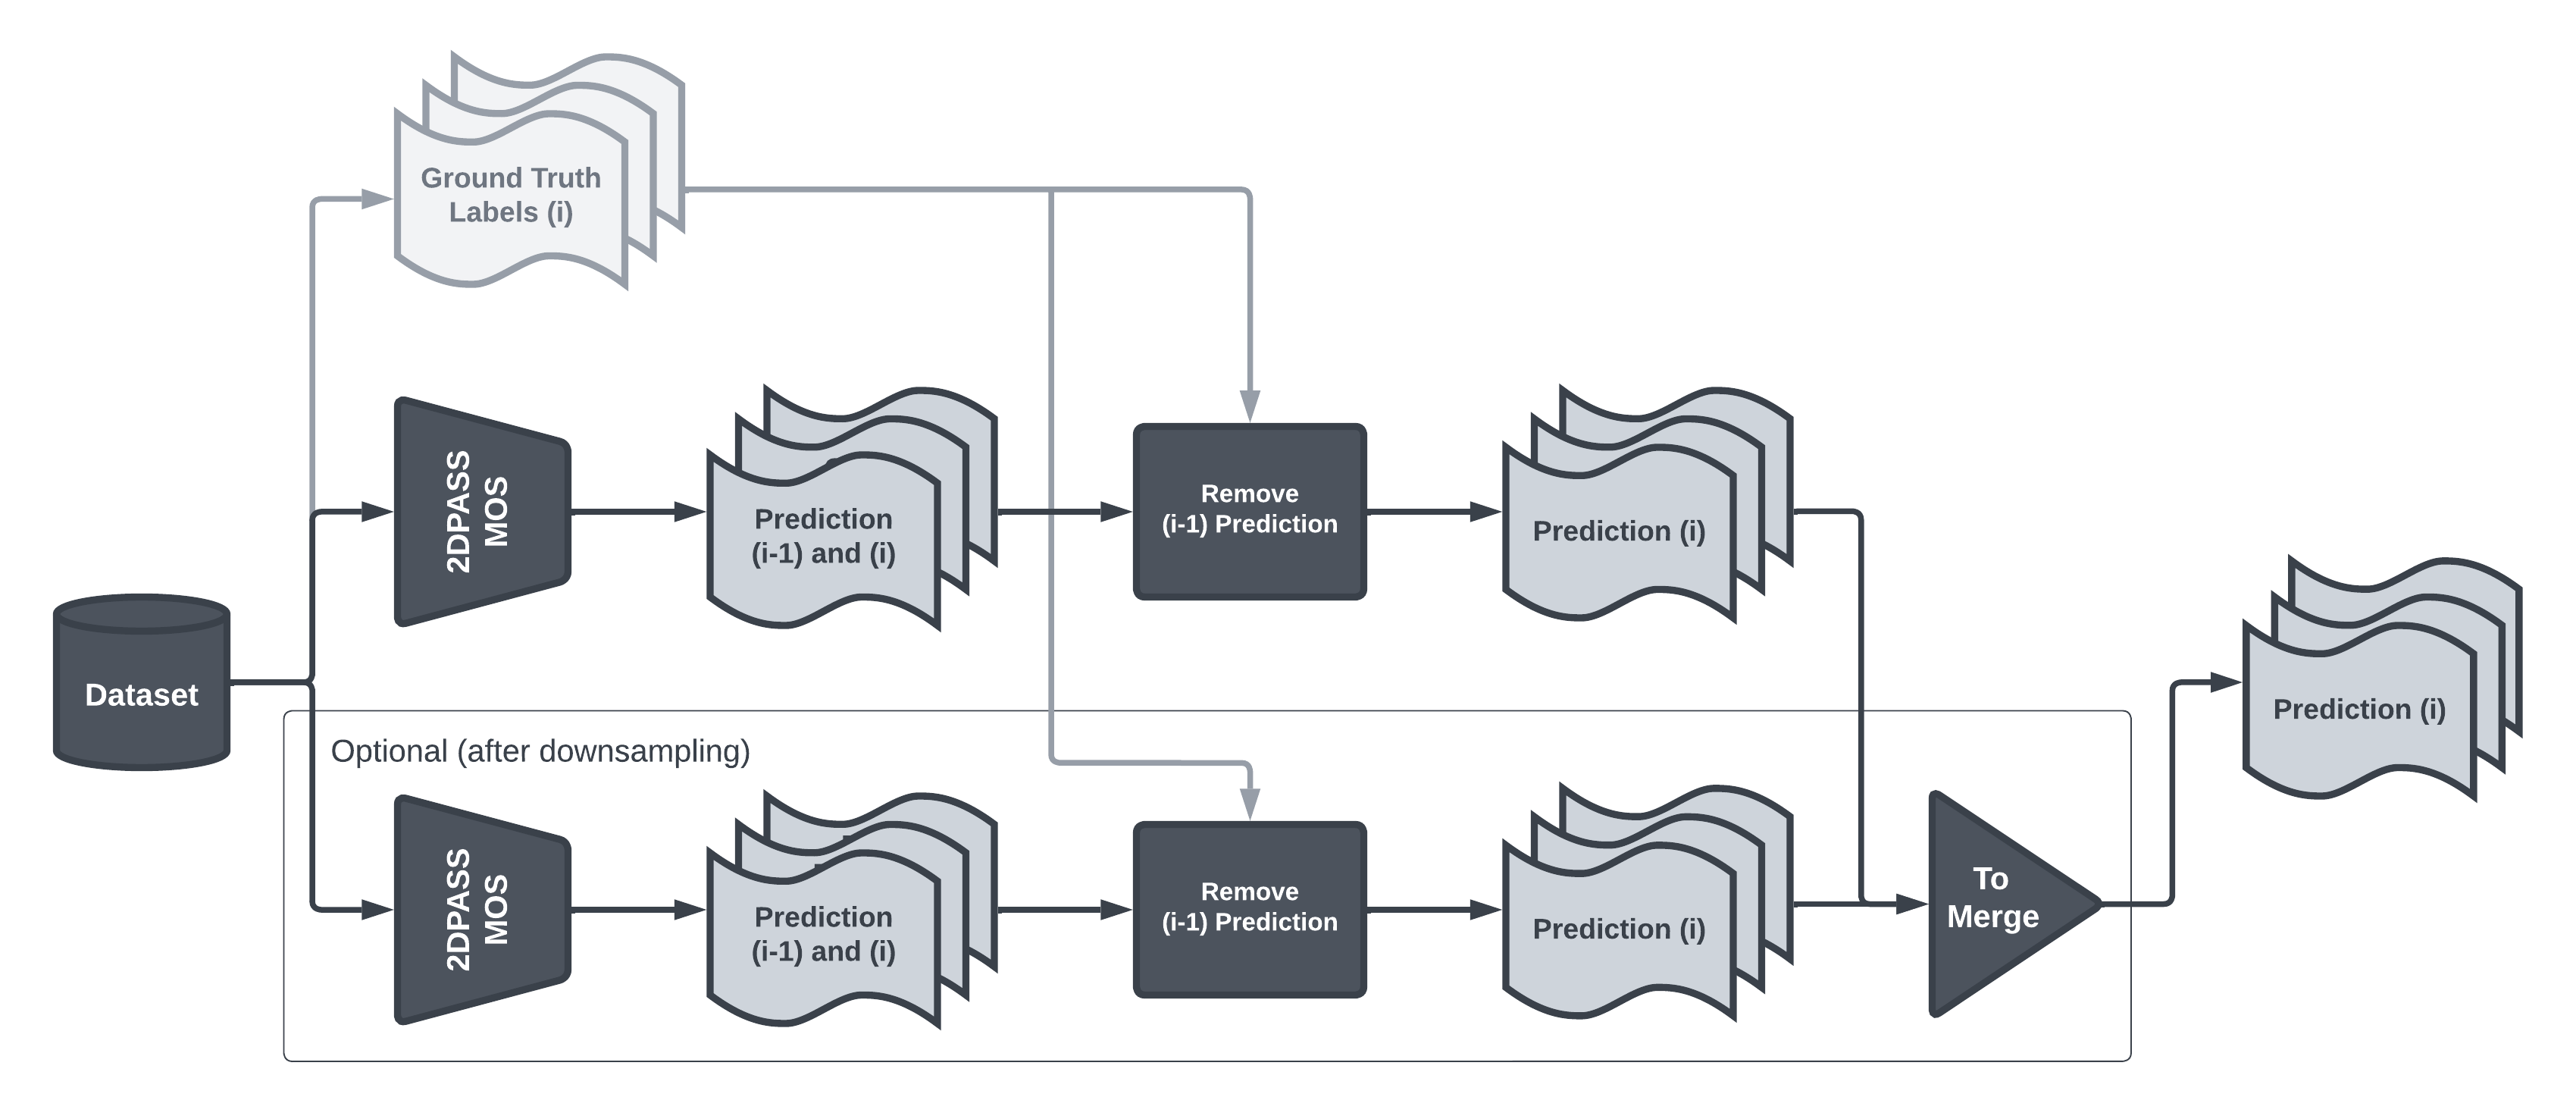 Ground Truth
Labels (i)
2DPASS
MOS
Prediction
(i-1) and (i)
Remove
(i-1) Prediction
Prediction (i)
Dataset
Prediction (i)
Optional (after downsampling)
2DPASS
MOS
Prediction
(i-1) and (i)
Remove
(i-1) Prediction
Prediction (i)
To
Merge